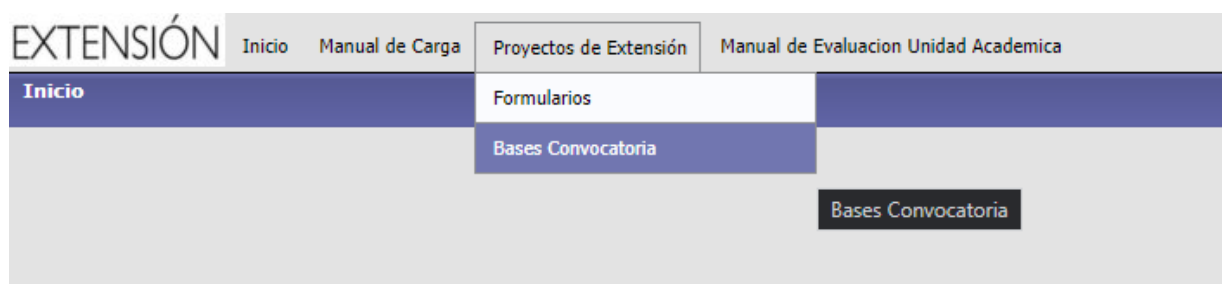 EXTENSIÓN Inicio Manual de Carga Proyectos de Extensión Manual de Evaluacion Unidad Academica
Inicio
Formularios
Bases Convocatoria
Bases Convocatoria